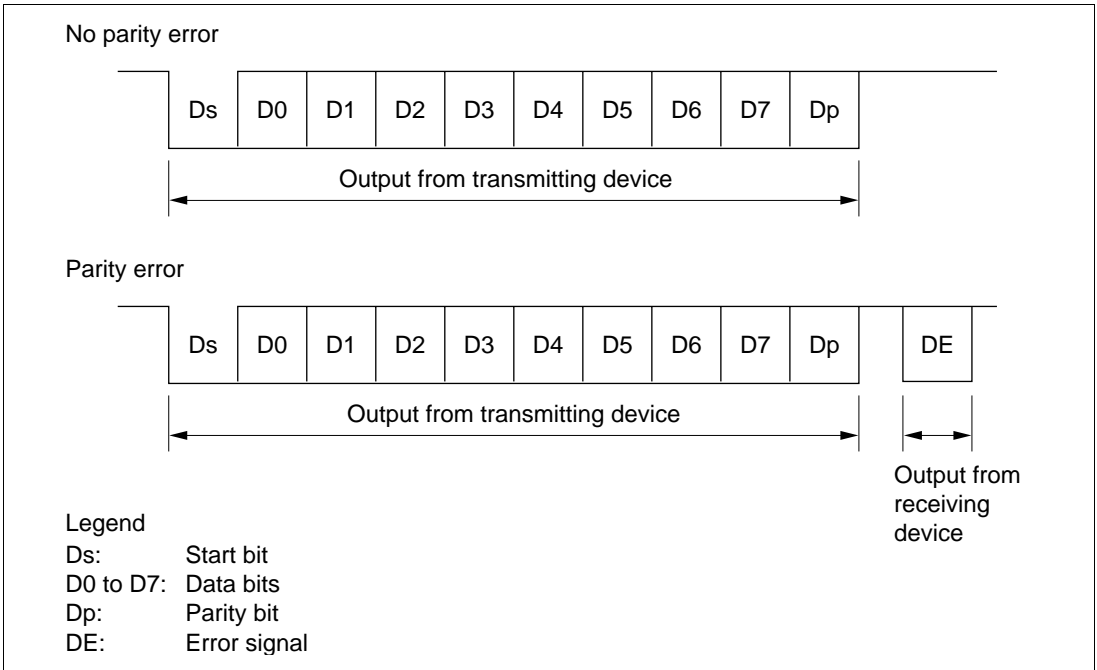 No parity error
Ds D0 D1 D2 D3 D4 D5 D6 D7 Dp
Output from transmitting device
Parity error
Ds D0 D1 D2 D3 D4 D5 D6 D7 Dp DE
Output from transmitting device
Output from
receiving
device
Legend
Ds: Start bit
D0 to D7: Data bits
Dp: Parity bit
DE: Error signal